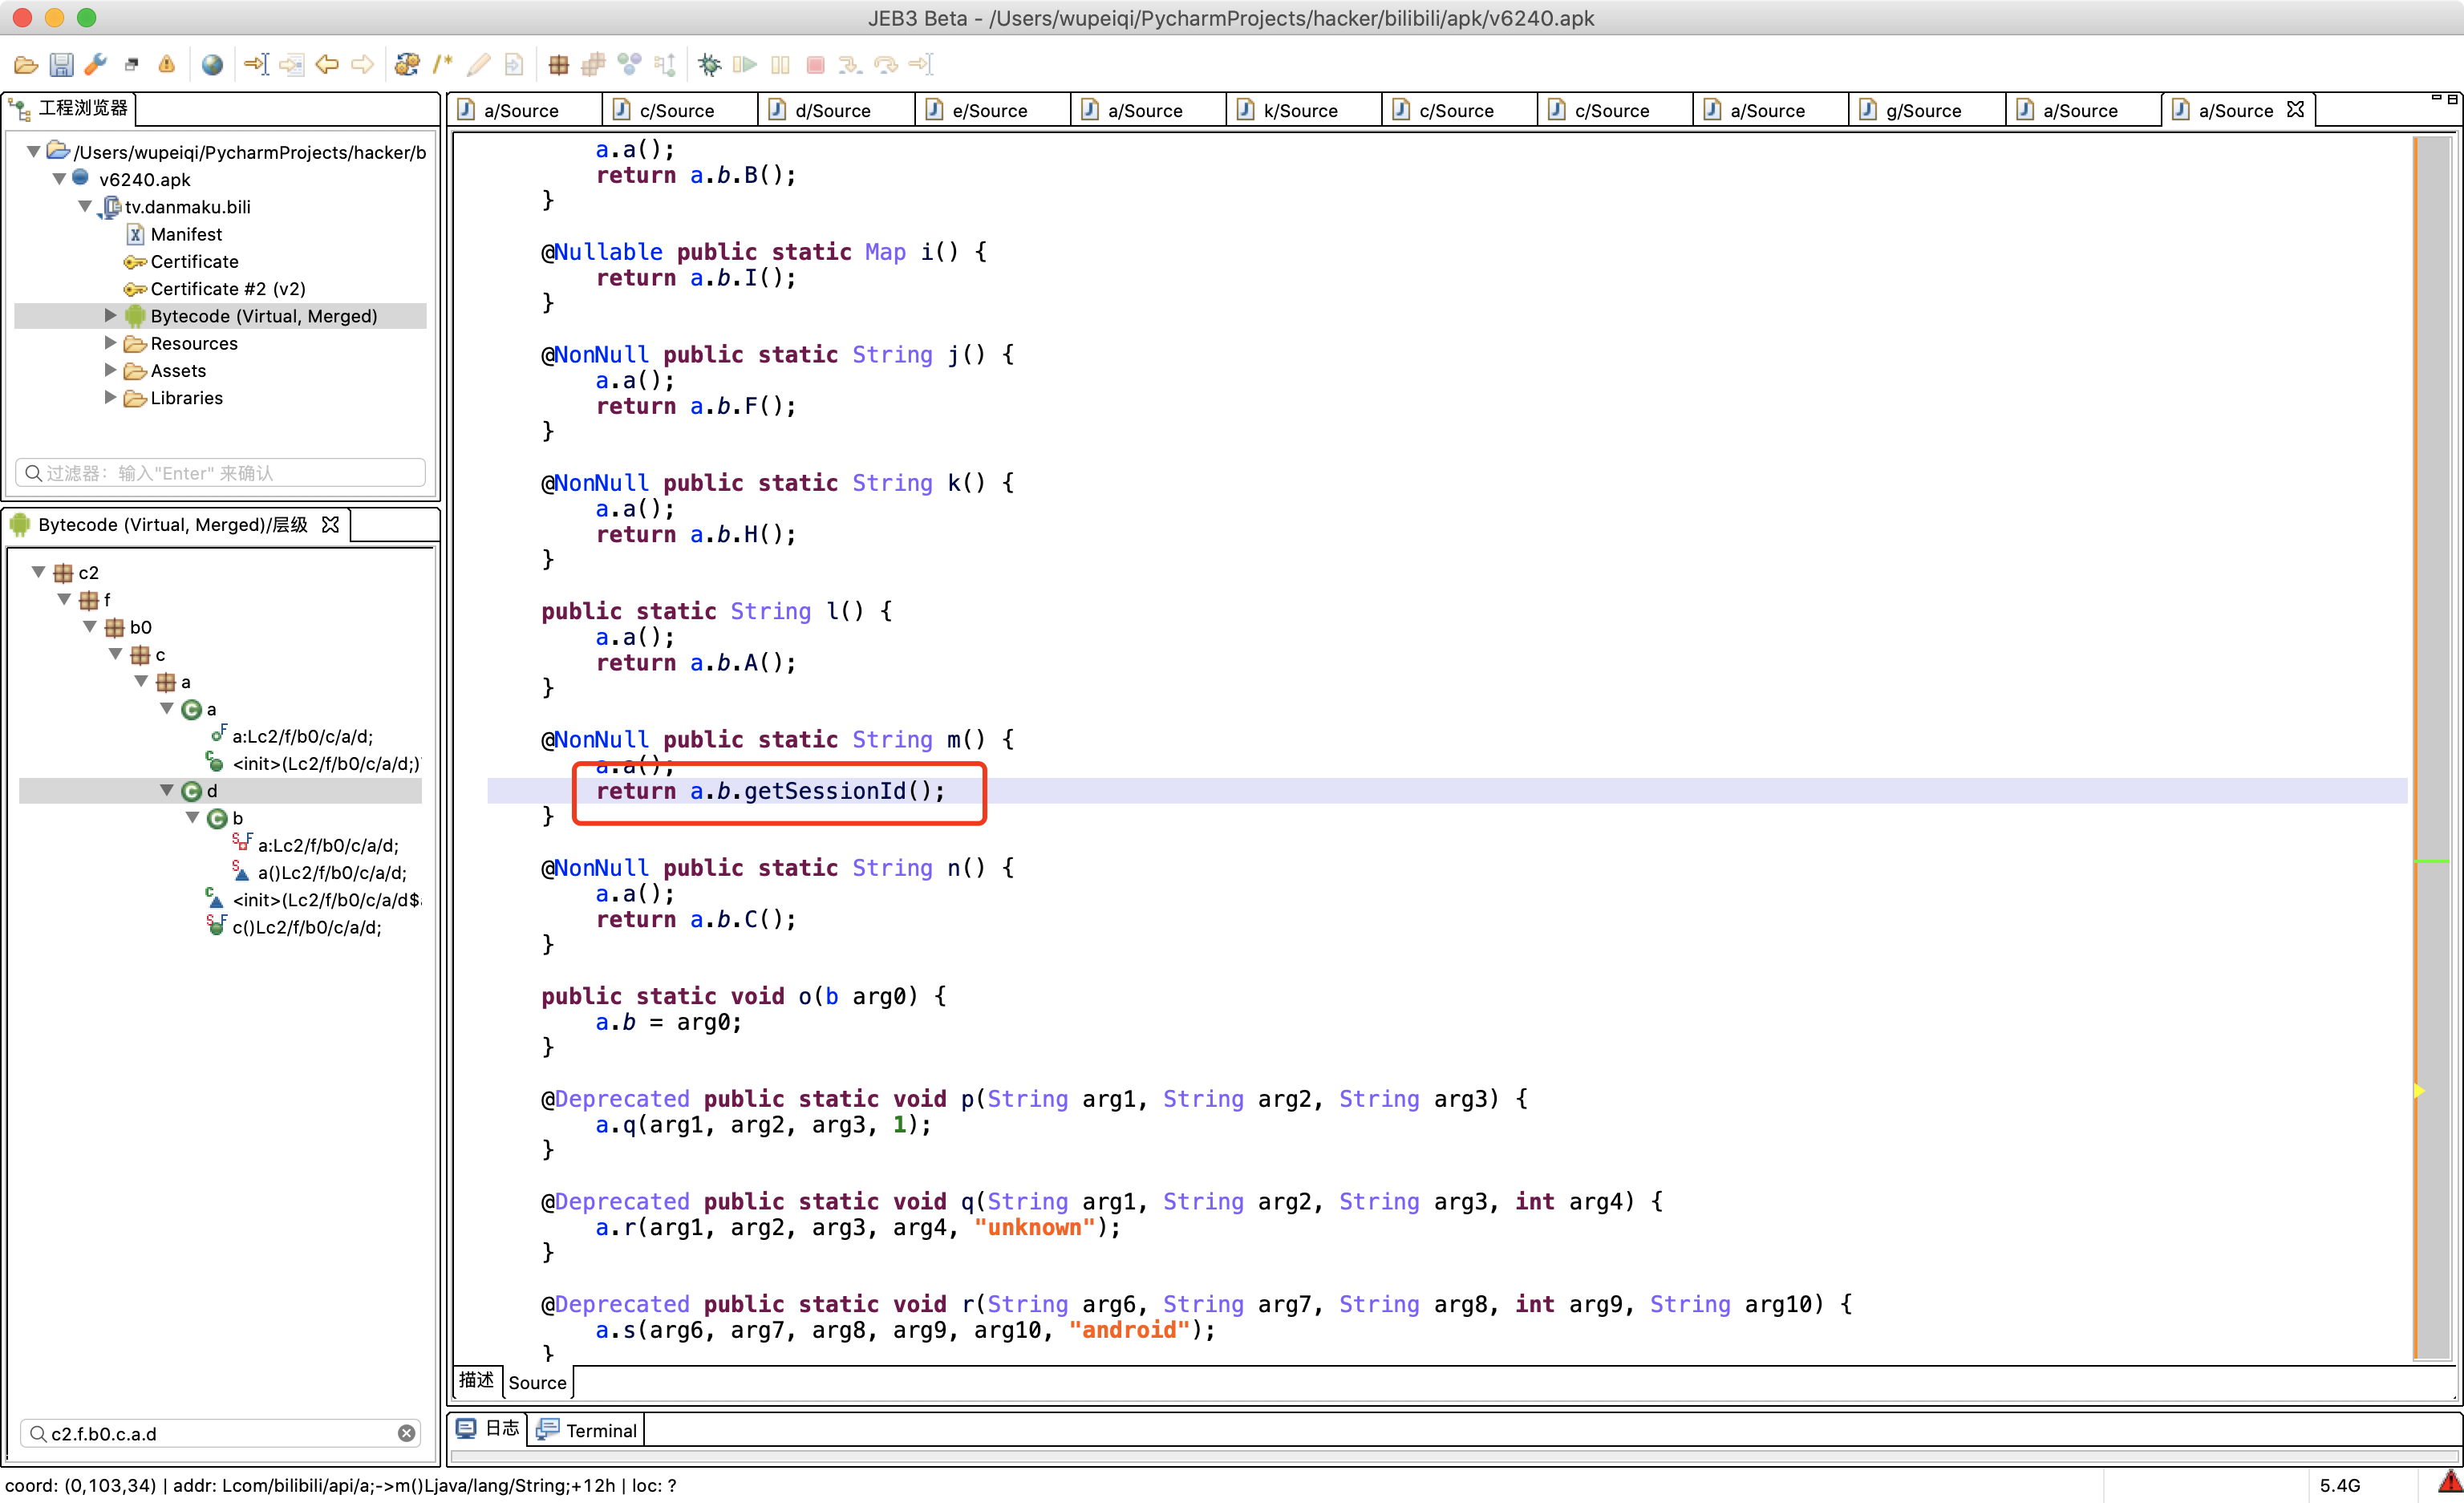 JEB3 Beta - /Users/wupeiqi/PycharmProjects/hacker/bilibili/apk/v6240.apk
工程浏览器
/Users/wupeiqi/PycharmProjects/hacker/b
v6240.apk
tv.danmaku.bili
Manifest
Certificate
Certificate #2 (v2)
Bytecode (Virtual, Merged)
Resources
Assets
Libraries
过滤器：输入"Enter" 来确认
Bytecode (Virtual, Merged)/层级
c2
f
b0
c
a
a
a:Lc2/f/b0/c/a/d;
<init>(Lc2/f/b0/c/a/d;)
d
b
a:Lc2/f/b0/c/a/d;
a()Lc2/f/b0/c/a/d;
<init>(Lc2/f/b0/c/a/d$
c()Lc2/f/b0/c/a/d;
c2.f.b0.c.a.d
a/Source c/Source d/Source e/Source a/Source k/Source c/Source c/Source a/Source g/Source a/Source a/Source
a.a();
return a.b.B();
}
@Nullable public static Map i() {
return a.b.I();
}
@NonNull public static String j() {
a.a();
return a.b.F();
}
@NonNull public static String k() {
a.a();
return a.b.H();
}
public static String l() {
a.a();
return a.b.A();
}
@NonNull public static String m() {
a.a();
return a.b.getSessionId();
}
@NonNull public static String n() {
a.a();
return a.b.C();
}
public static void o(b arg0) {
a.b = arg0;
}
@Deprecated public static void p(String arg1, String arg2, String arg3) {
a.q(arg1, arg2, arg3, 1);
}
@Deprecated public static void q(String arg1, String arg2, String arg3, int arg4) {
a.r(arg1, arg2, arg3, arg4, "unknown");
}
@Deprecated public static void r(String arg6, String arg7, String arg8, int arg9, String arg10) {
a.s(arg6, arg7, arg8, arg9, arg10, "android");
}
描述 Source
日志 Terminal
coord: (0,103,34) | addr: Lcom/bilibili/api/a;->m()Ljava/lang/String;+12h | loc: ?
5.4G